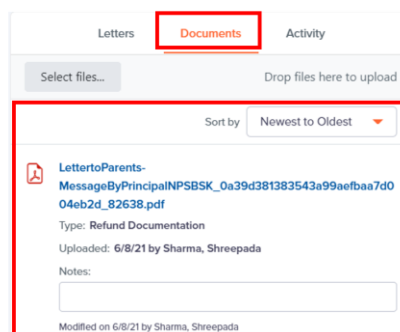 Letters Documents Activity
Select files... Drop files here to upload
Sort by Newest to Oldest
LettertoParents-
MessageByPrincipalNPSBSK_0a39d381383543a99aefbaa7d0
04eb2d_82638.pdf
Type: Refund Documentation
Uploaded: 6/8/21 by Sharma, Shreepada
Notes:
Modified on 6/8/21 by Sharma, Shreepada